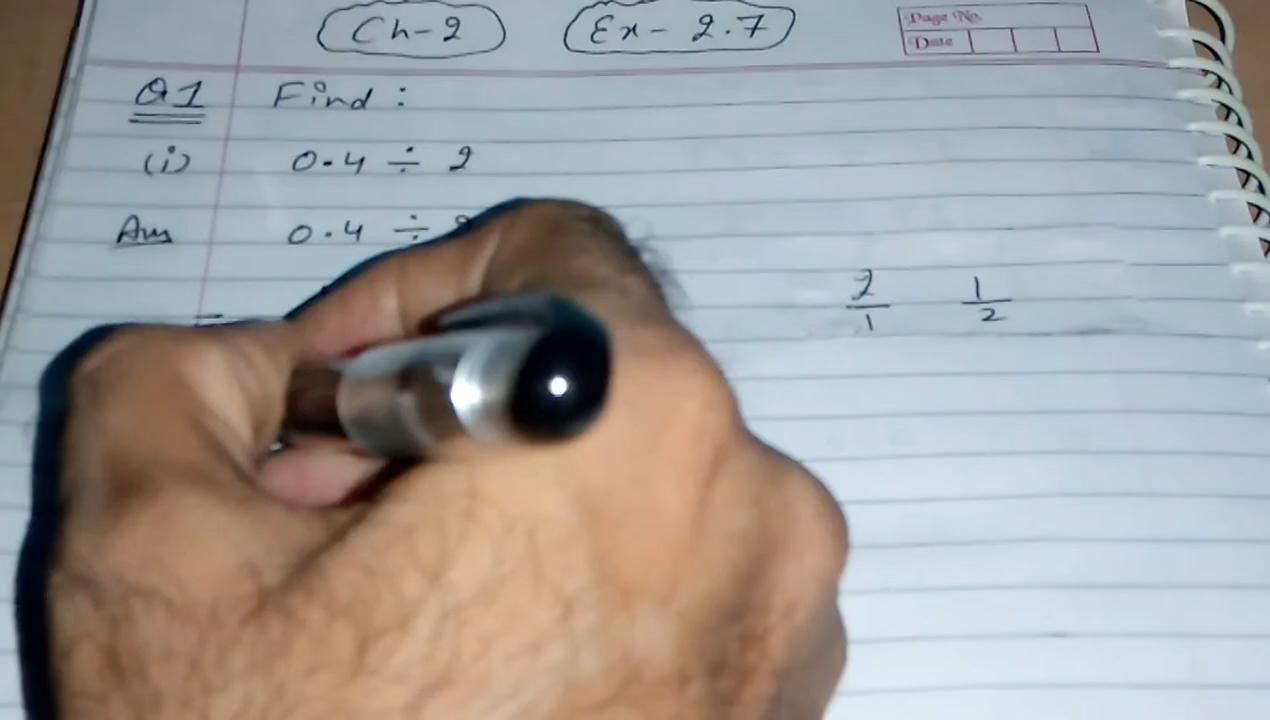 Ch-2 Ex-2.7
Page No.
Date
Q1 Find :
(i) 0.4 ÷ 2
Ans 0.4 ÷ 2
2/1 1/2
=